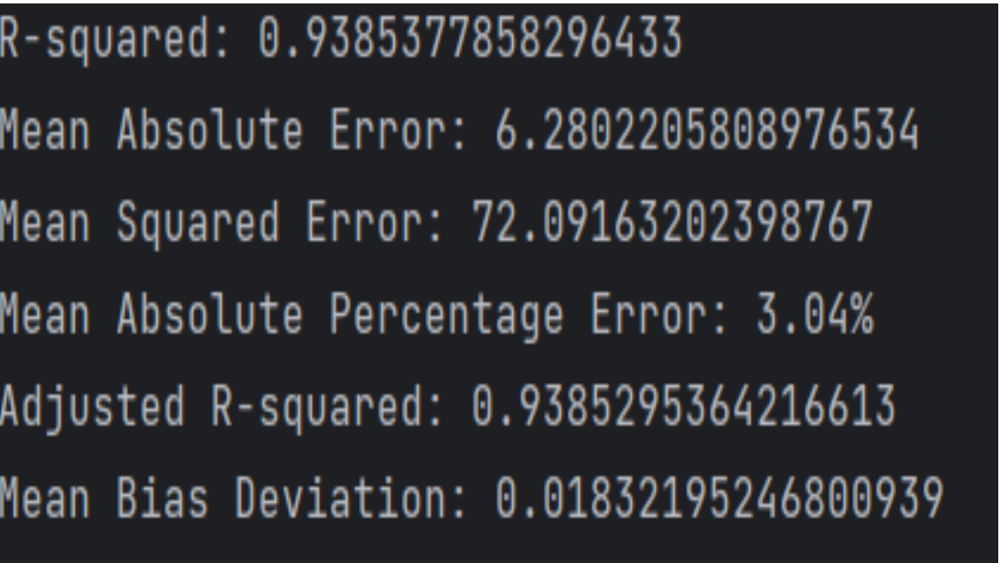 R-squared: 0.9385377858296433
Mean Absolute Error: 6.2802205808976534
Mean Squared Error: 72.09163202398767
Mean Absolute Percentage Error: 3.04%
Adjusted R-squared: 0.9385295364216613
Mean Bias Deviation: 0.01832195246800939